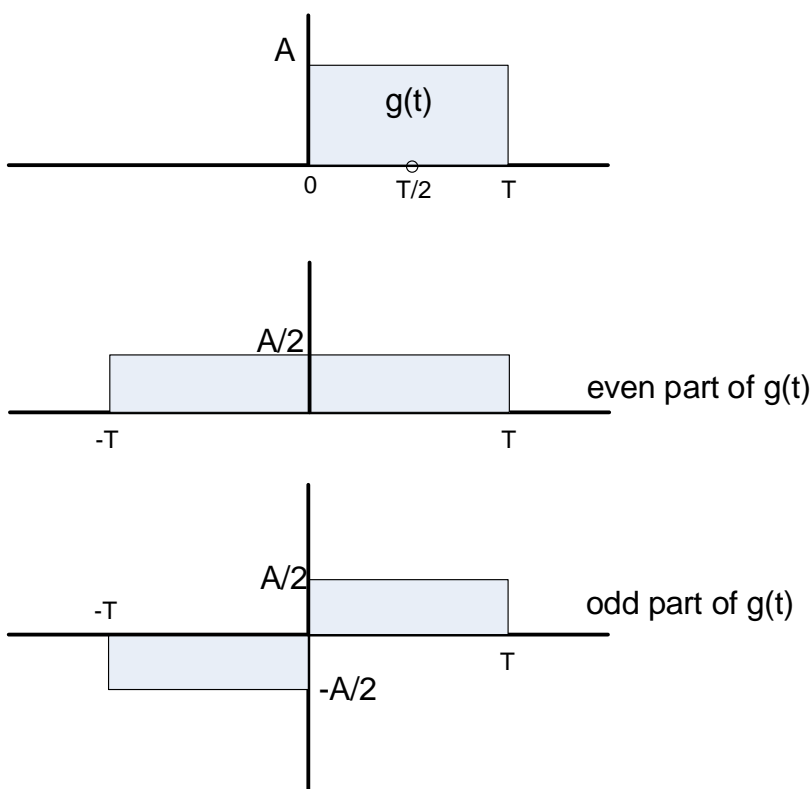 A
g(t)
0 T/2 T
A/2
even part of g(t)
-T T
A/2
-T
odd part of g(t)
T
-A/2